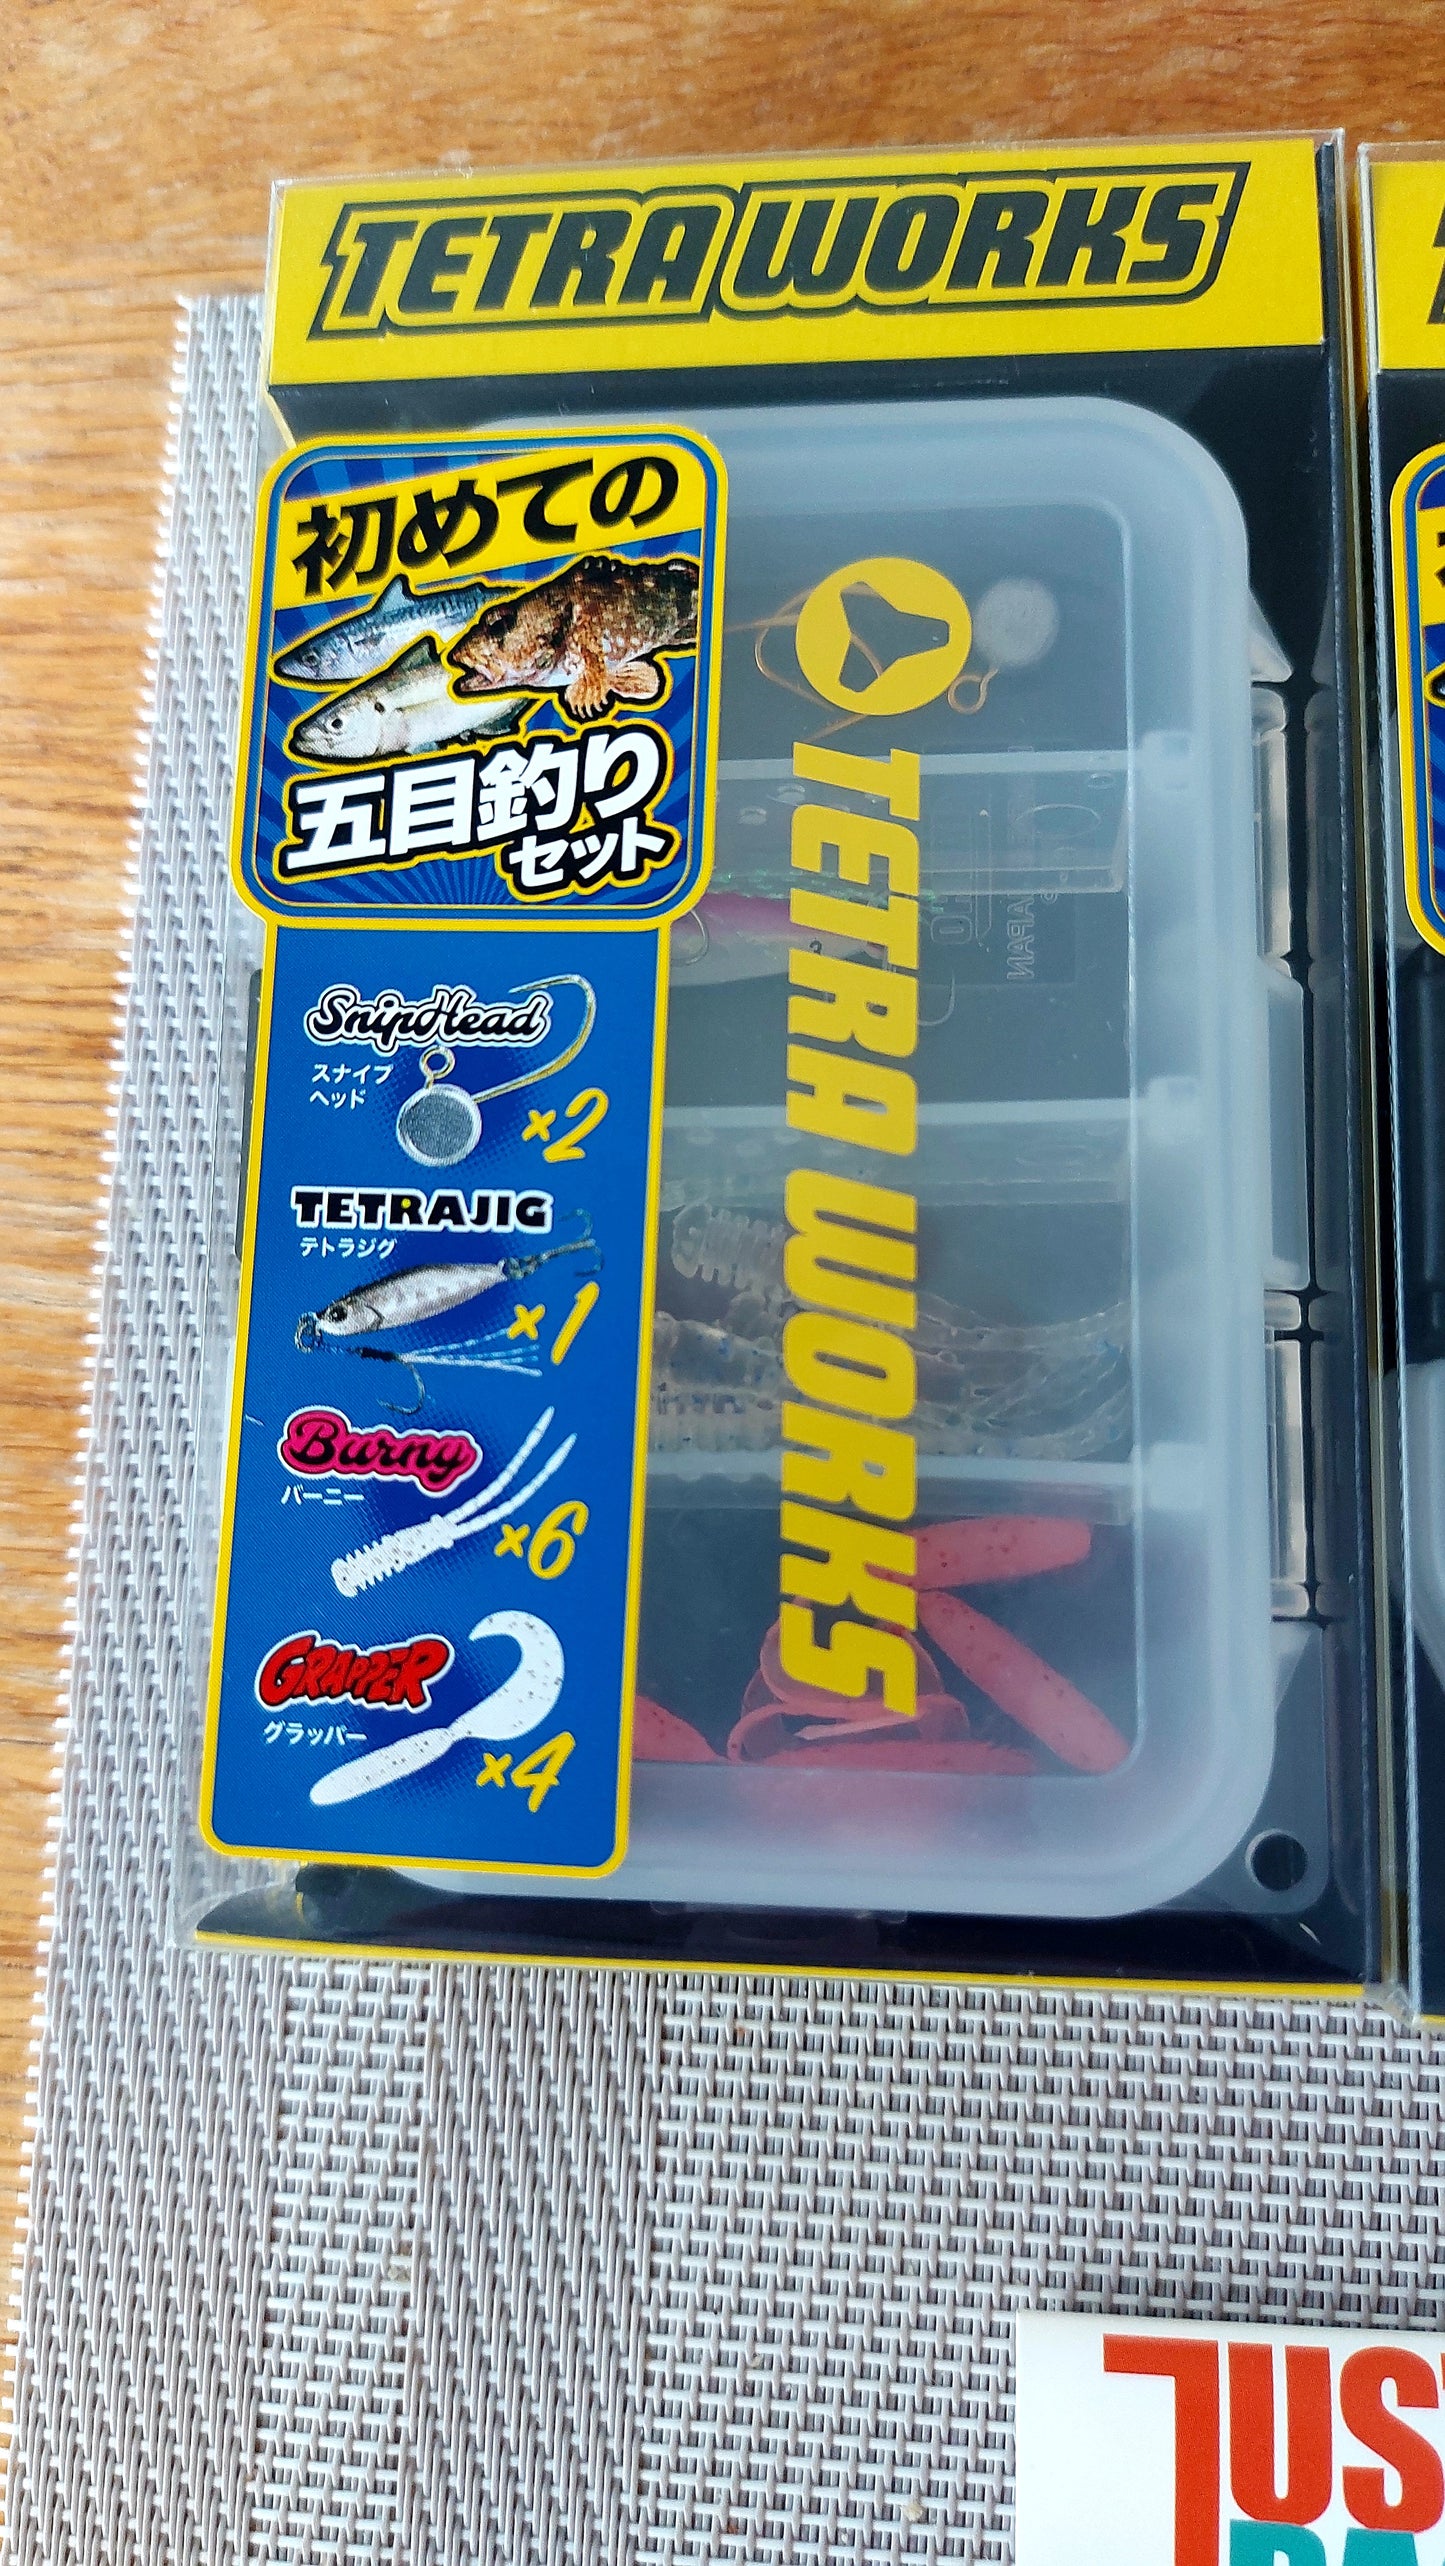 TETRA WORKS
初めての
五目釣り
セット
SnipHead
スナイプ
ヘッド
×2
TETRAJIG
テトラジグ
×1
Burny
バーニー
×6
GRAPPER
グラッパー
×4
TETRA WORKS
JAPAN
JUST